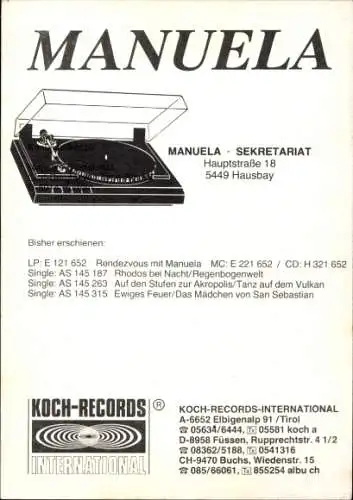 MANUELA
MANUELA - SEKRETARIAT
Hauptstraße 18
5449 Hausbay
Bisher erschienen:
LP: E 121 652 Rendezvous mit Manuela MC: E 221 652 / CD: H 321 652
Single: AS 145 187 Rhodos bei Nacht/Regenbogenwelt
Single: AS 145 263 Auf den Stufen zur Akropolis/Tanz auf dem Vulkan
Single: AS 145 315 Ewiges Feuer/Das Mädchen von San Sebastian
KOCH-RECORDS ®
INTERNATIONAL
KOCH-RECORDS-INTERNATIONAL
A-6652 Elbigenalp 91 /Tirol
☎ 05634/6444, Tx 05581 koch a
D-8958 Füssen, Rupprechtstr. 4 1/2
☎ 08362/5188, Tx 0541316
CH-9470 Buchs, Wiedenstr. 15
☎ 085/66061, Tx 855254 albu ch